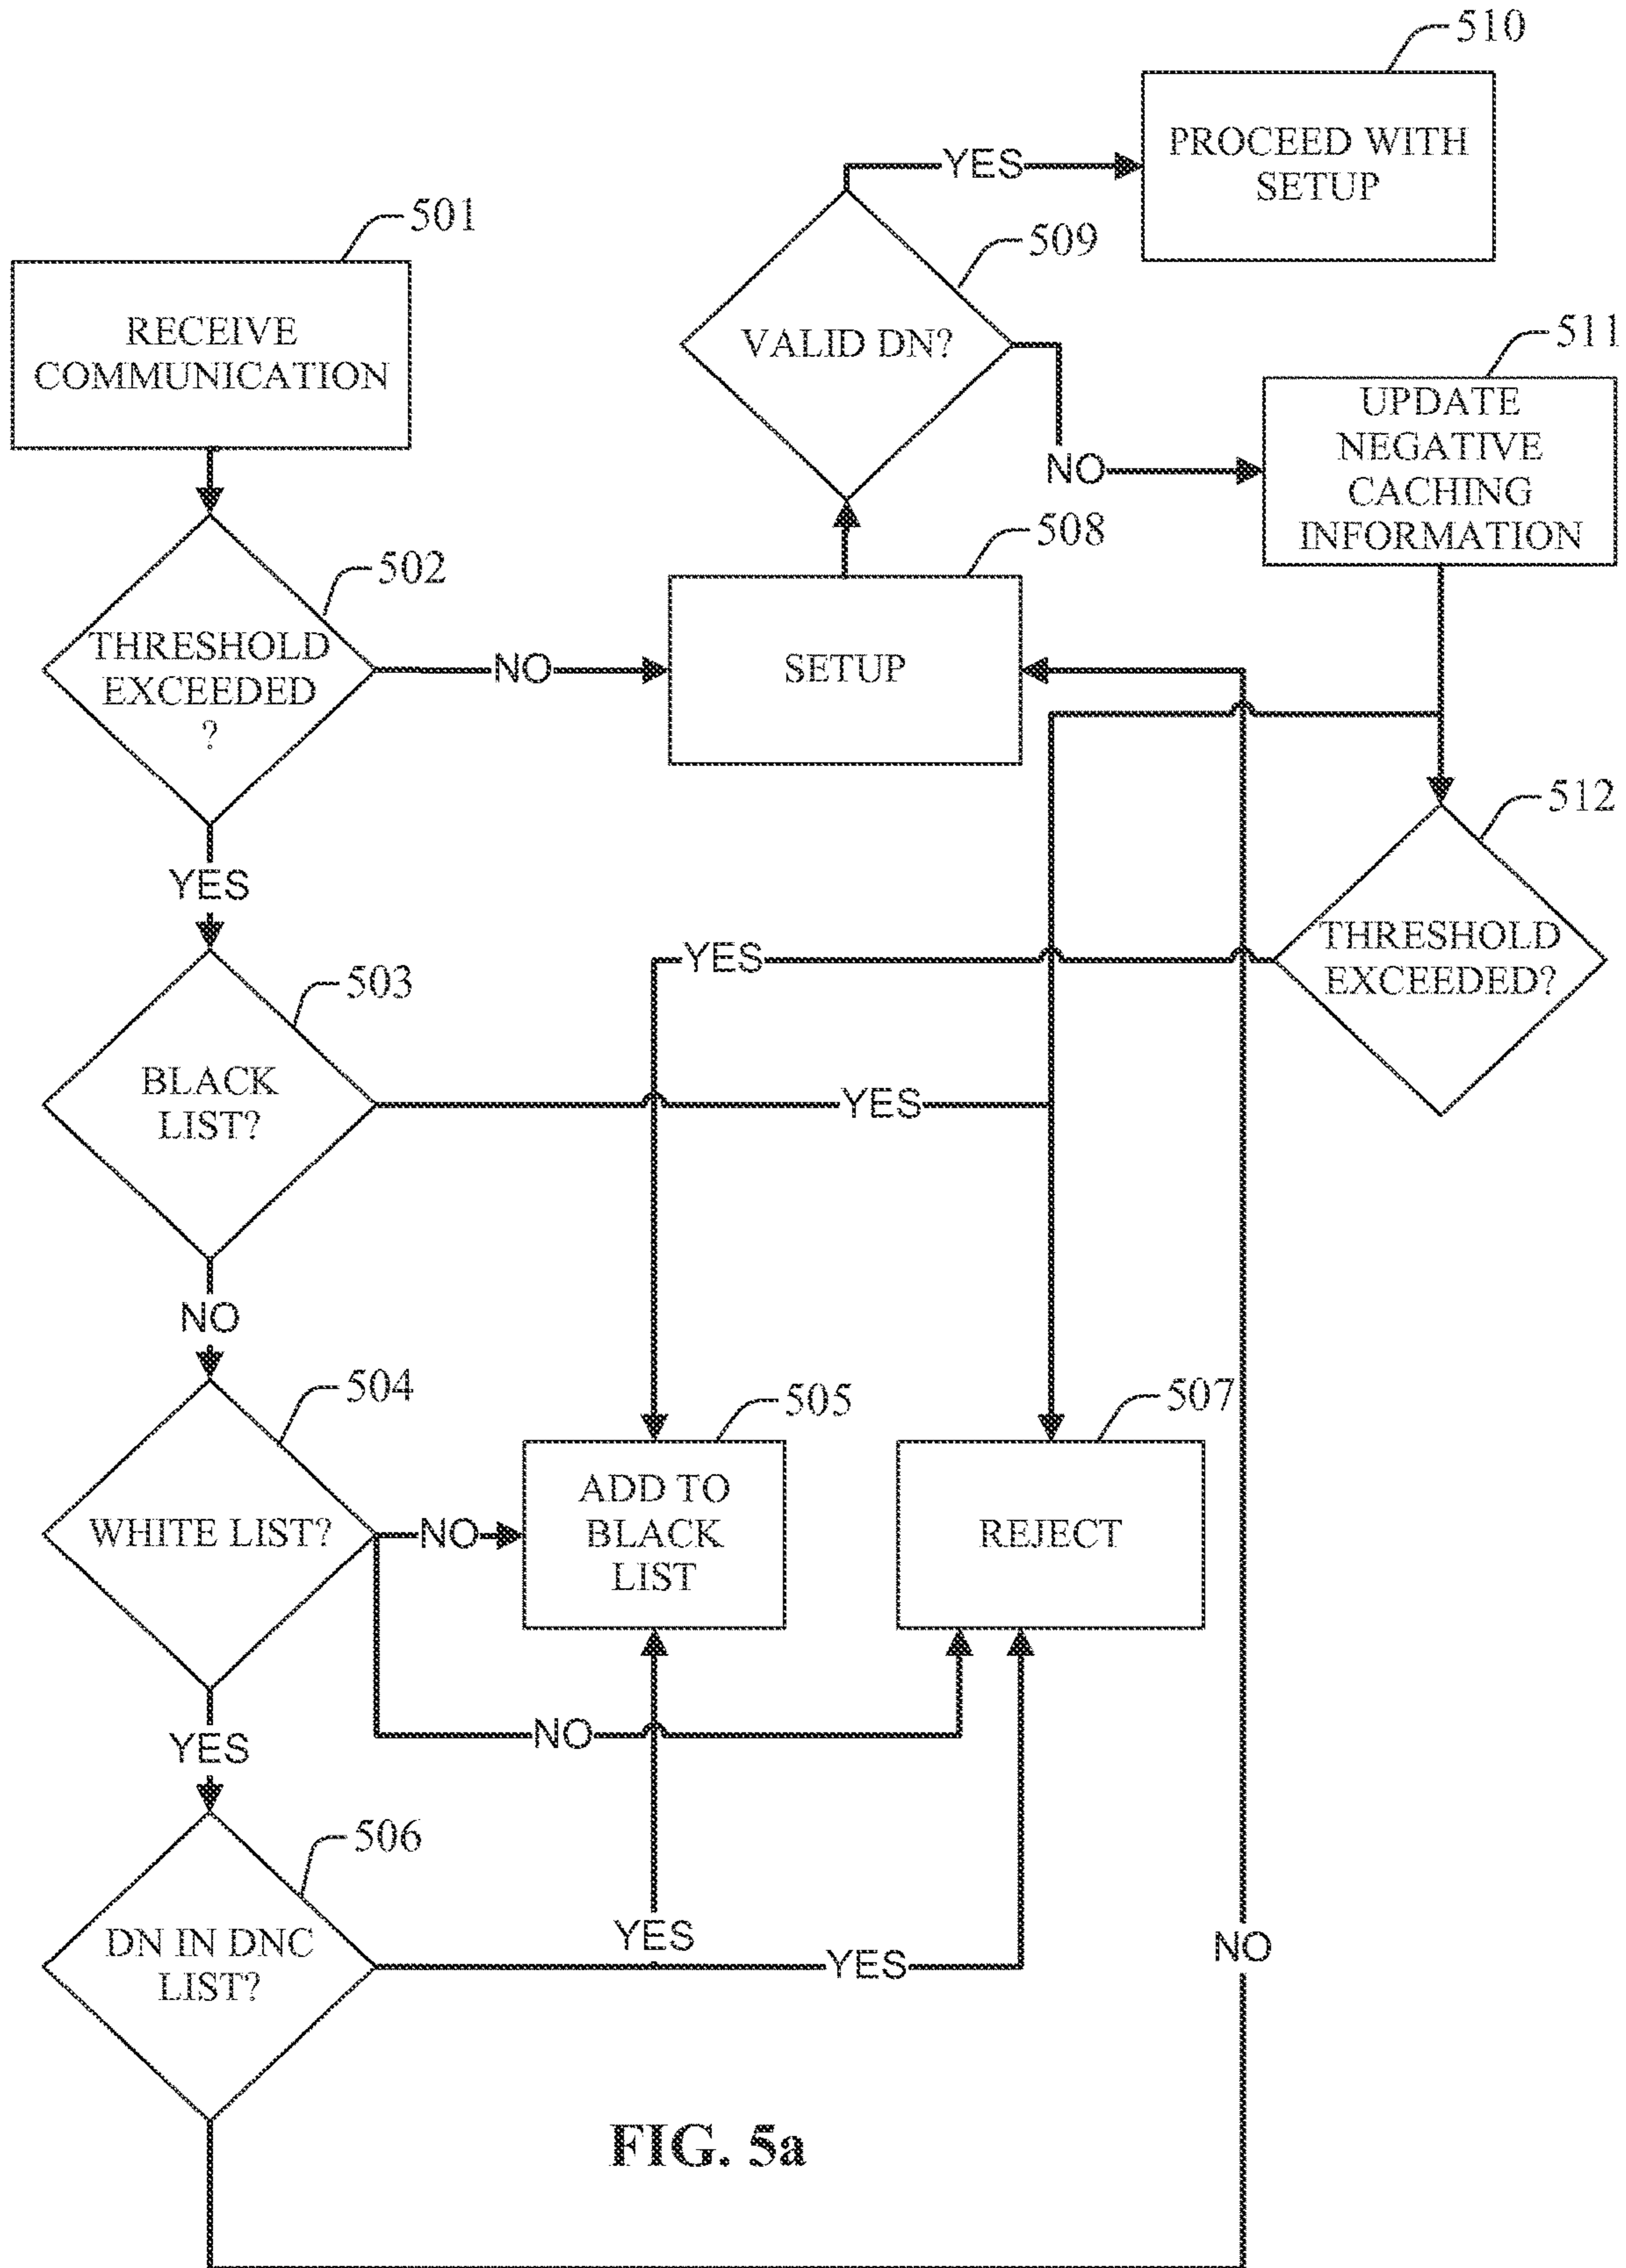 510
PROCEED WITH
SETUP
YES
501
509
RECEIVE
COMMUNICATION
VALID DN?
511
UPDATE
NEGATIVE
CACHING
INFORMATION
NO
508
502
THRESHOLD
EXCEEDED
?
NO
SETUP
512
YES
THRESHOLD
EXCEEDED?
YES
503
BLACK
LIST?
YES
NO
504
505
507
WHITE LIST?
NO
ADD TO
BLACK
LIST
REJECT
NO
YES
506
DN IN DNC
LIST?
YES
YES
NO
FIG. 5a